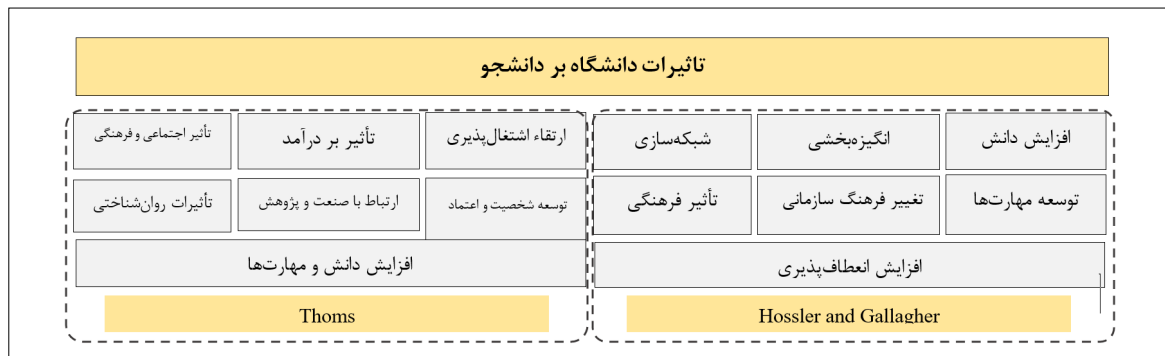 تاثیرات دانشگاه بر دانشجو
افزایش دانش
انگیزه‌بخشی
شبکه‌سازی
توسعه مهارت‌ها
تغییر فرهنگ سازمانی
تأثیر فرهنگی
افزایش انعطاف‌پذیری
Hossler and Gallagher
ارتقاء اشتغال‌پذیری
تأثیر بر درآمد
تأثیر اجتماعی و فرهنگی
توسعه شخصیت و اعتماد
ارتباط با صنعت و پژوهش
تأثیرات روان‌شناختی
افزایش دانش و مهارت‌ها
Thoms